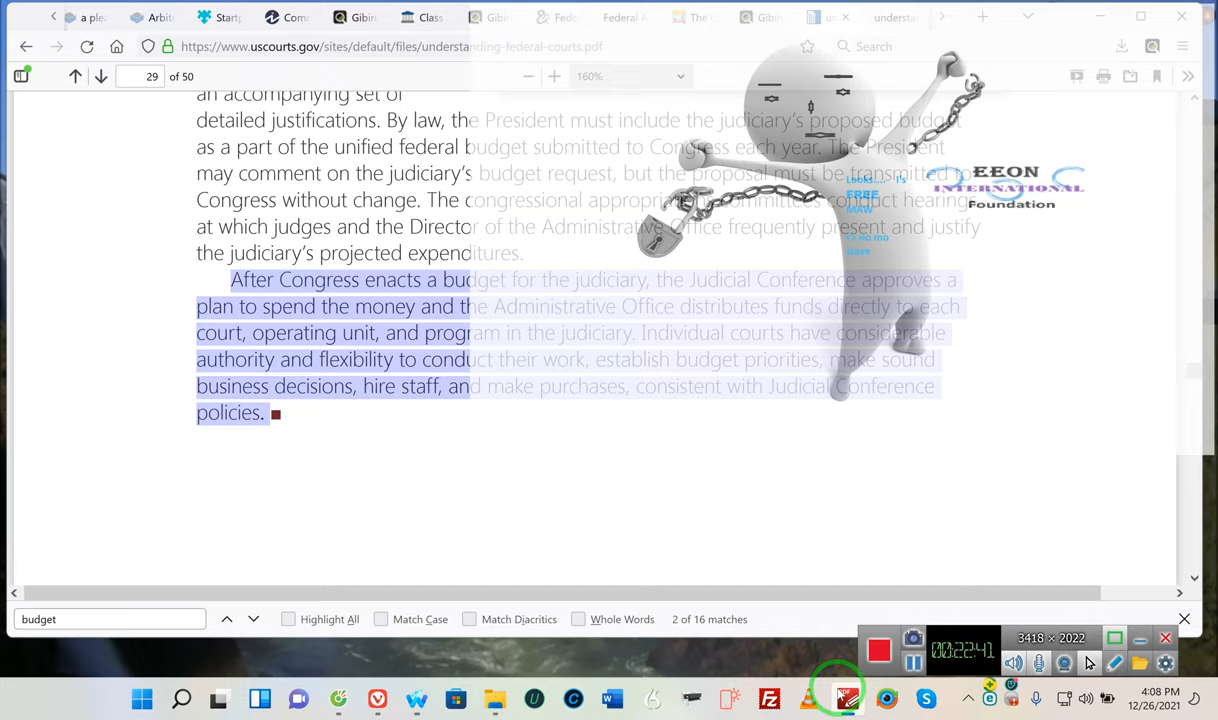 a ple
Arbit
Start
Com
Gibire
Class
Gibin
Fede
Federal A
The c
Gibin
un
underst
https://www.uscourts.gov/sites/default/files/understanding-federal-courts.pdf
Search
29 of 50
160%
an accompanying set of
detailed justifications. By law, the President must include the judiciary's proposed budget
as a part of the unified federal budget submitted to Congress each year. The President
may comment on the judiciary's budget request, but the proposal must be transmitted to
Congress without change. The congressional appropriations committees conduct hearings
at which judges and the Director of the Administrative Office frequently present and justify
the judiciary's projected expenditures.
After Congress enacts a budget for the judiciary, the Judicial Conference approves a
plan to spend the money and the Administrative Office distributes funds directly to each
court, operating unit, and program in the judiciary. Individual courts have considerable
authority and flexibility to conduct their work, establish budget priorities, make sound
business decisions, hire staff, and make purchases, consistent with Judicial Conference
policies.
Looks.... I's
FREE
MAW
EEON
INTERNATIONAL
Foundation
budget
Highlight All
Match Case
Match Diacritics
Whole Words
2 of 16 matches
00:22:41
3418 × 2022
4:08 PM
12/26/2021